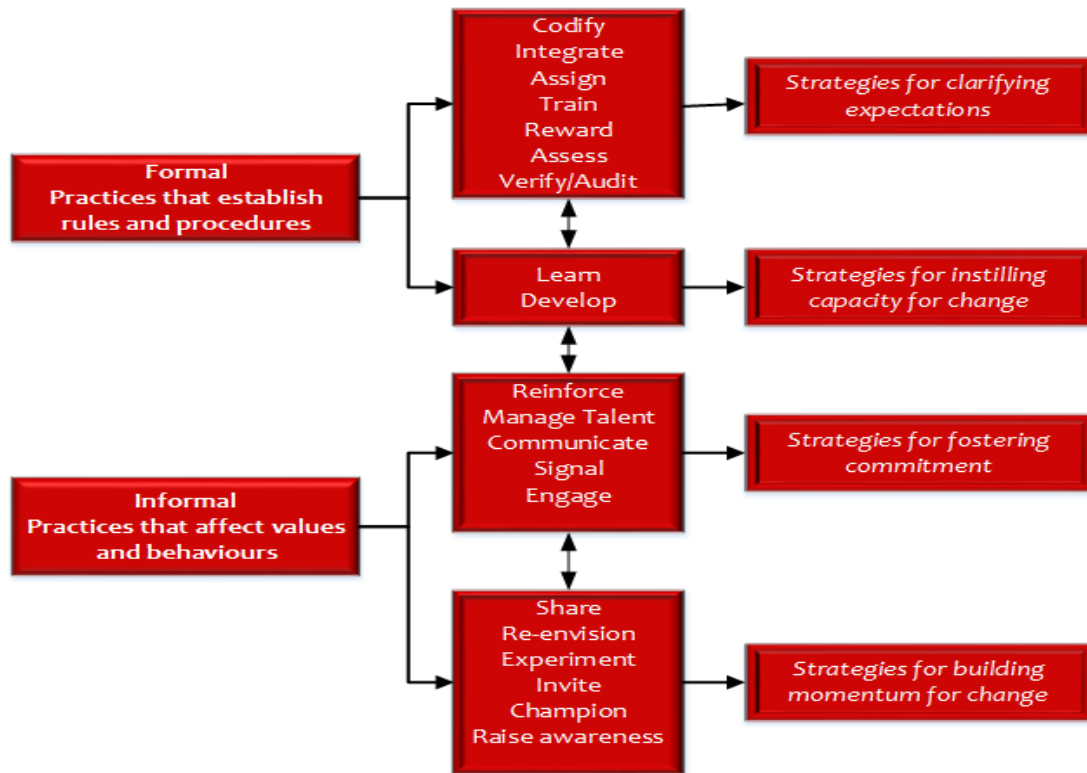 Codify
Integrate
Assign
Train
Reward
Assess
Verify/Audit
Strategies for clarifying
expectations
Formal
Practices that establish
rules and procedures
Learn
Develop
Strategies for instilling
capacity for change
Reinforce
Manage Talent
Communicate
Signal
Engage
Strategies for fostering
commitment
Informal
Practices that affect values
and behaviours
Share
Re-envision
Experiment
Invite
Champion
Raise awareness
Strategies for building
momentum for change